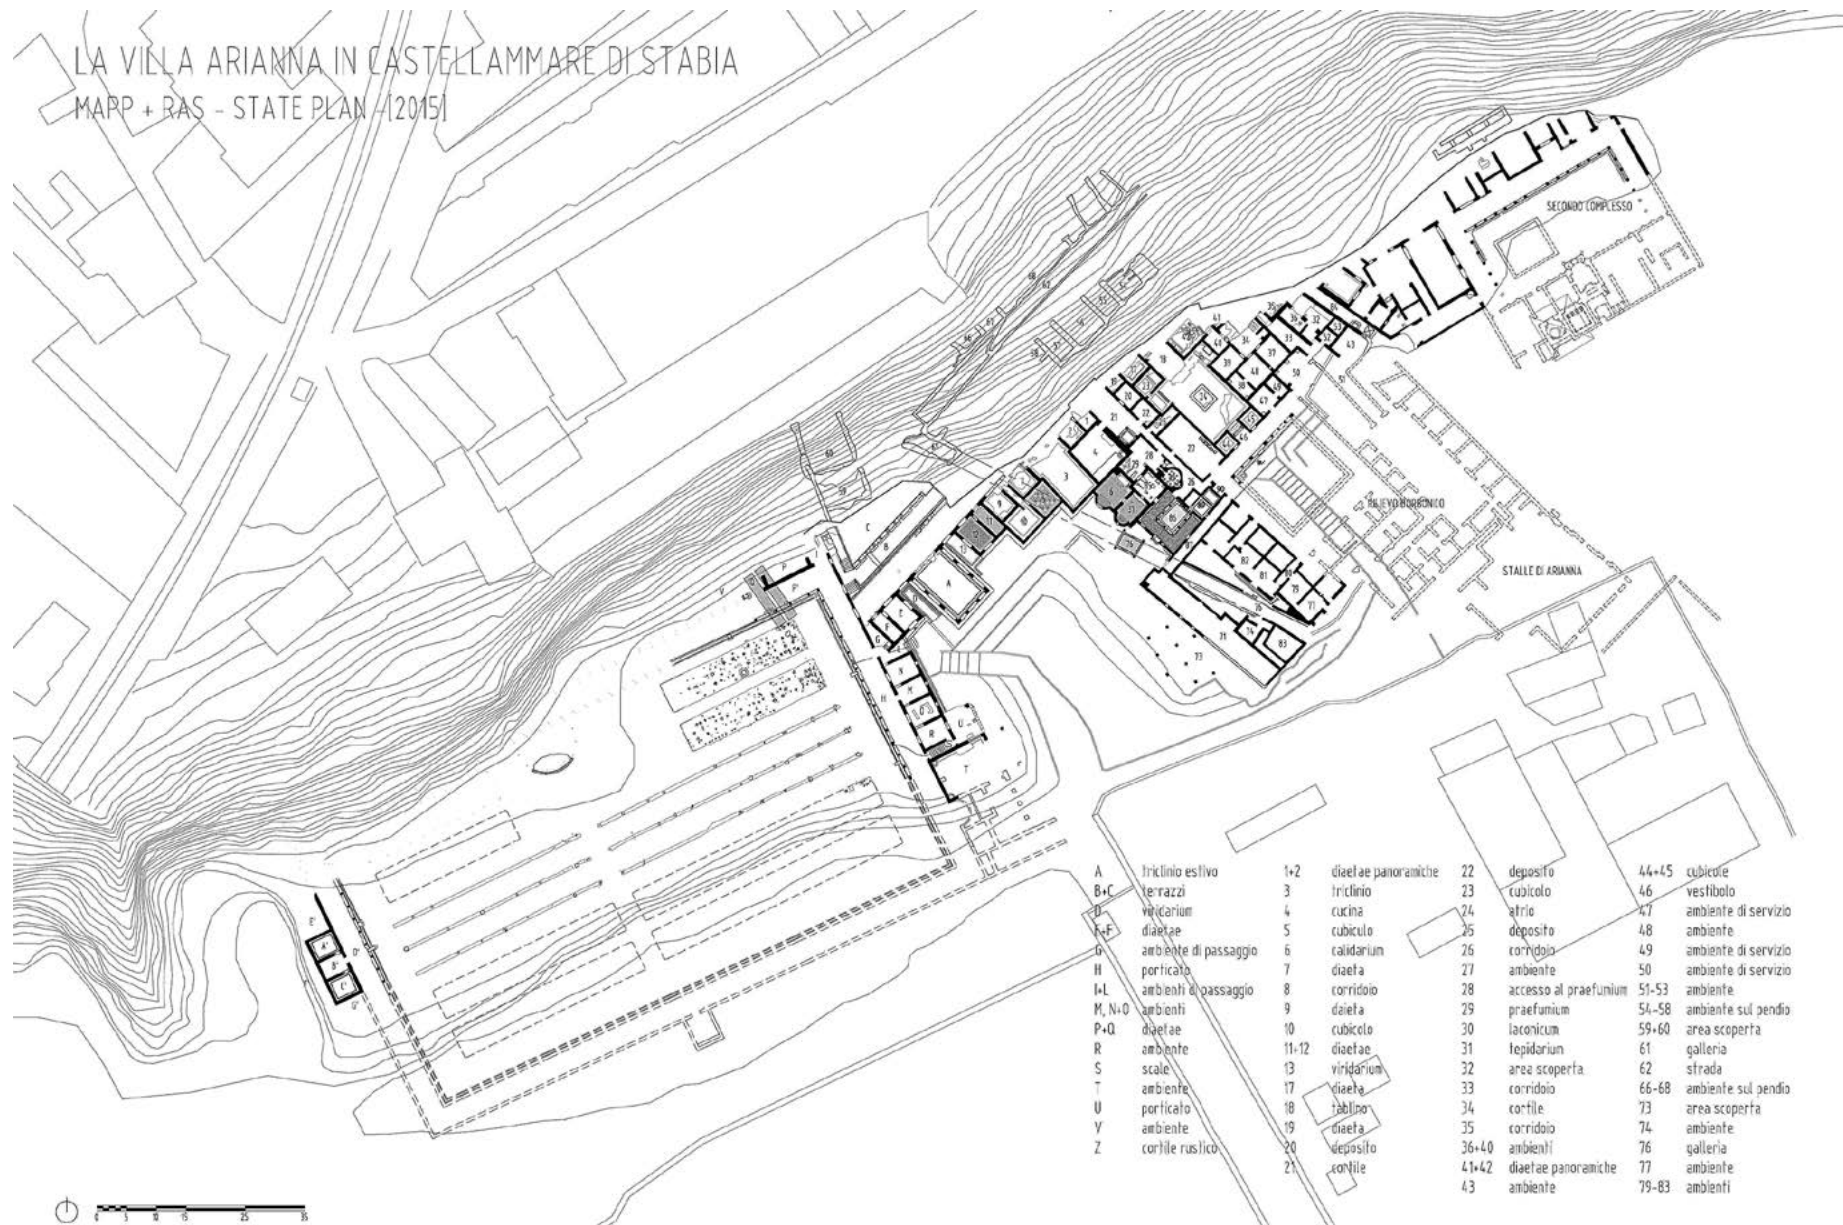 LA VILLA ARIANNA IN CASTELLAMMARE DI STABIA
MAPP + RAS - STATE PLAN -[2015]
SECONDO COMPLESSO
RILIEVO BORBONICO
STALLE DI ARIANNA
A triclinio estivo
B+C terrazzi
D viridarium
E+F diaetae
G ambiente di passaggio
H porticato
I+L ambienti di passaggio
M, N+O ambienti
P+Q diaetae
R ambiente
S scale
T ambiente
U porticato
V ambiente
Z cortile rustico
1+2 diaetae panoramiche
3 triclinio
4 cucina
5 cubiculo
6 calidarium
7 diaeta
8 corridoio
9 daieta
10 cubicolo
11+12 diaetae
13 viridarium
17 diaeta
18 tablino
19 diaeta
20 deposito
21 cortile
22 deposito
23 cubicolo
24 atrio
25 deposito
26 corridoio
27 ambiente
28 accesso al praefunium
29 praefumium
30 laconicum
31 tepidarium
32 area scoperta
33 corridoio
34 cortile
35 corridoio
36+40 ambienti
41+42 diaetae panoramiche
43 ambiente
44+45 cubicole
46 vestibolo
47 ambiente di servizio
48 ambiente
49 ambiente di servizio
50 ambiente di servizio
51-53 ambiente
54-58 ambiente sul pendio
59+60 area scoperta
61 galleria
62 strada
66-68 ambiente sul pendio
73 area scoperta
74 ambiente
76 galleria
77 ambiente
79-83 ambienti
0 5 10 15 25 35